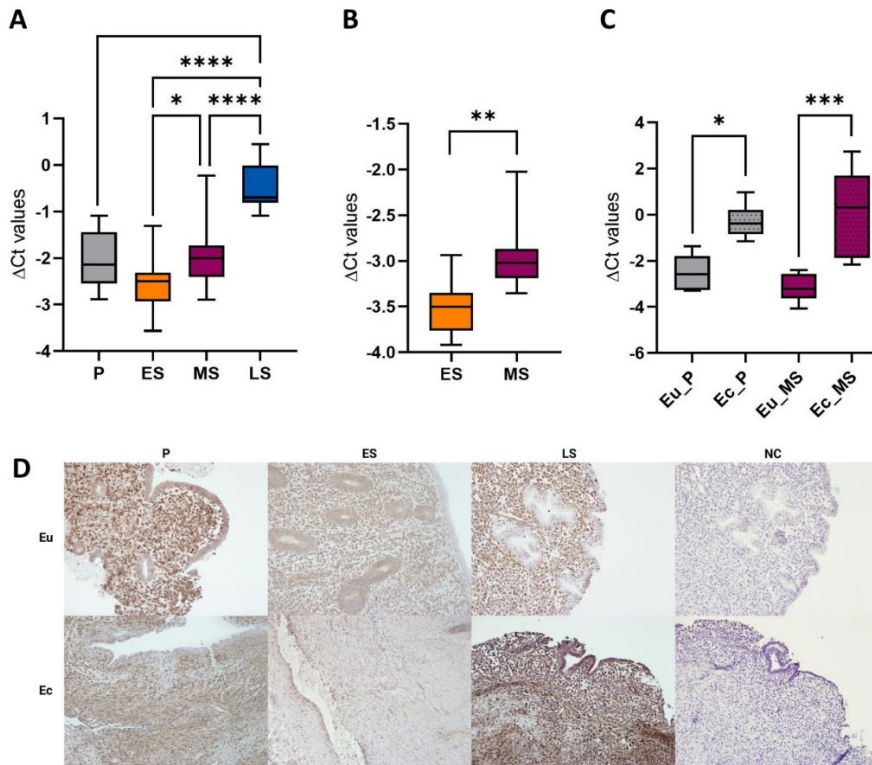 A
B
C
****
****
*
****
ΔCt values
0
-1
-2
-3
-4
P
ES
MS
LS
**
ΔCt values
-1.5
-2.0
-2.5
-3.0
-3.5
-4.0
ES
MS
*
***
ΔCt values
4
2
0
-2
-4
-6
Eu_P
Ec_P
Eu_MS
Ec_MS
D
P
ES
LS
NC
Eu
Ec